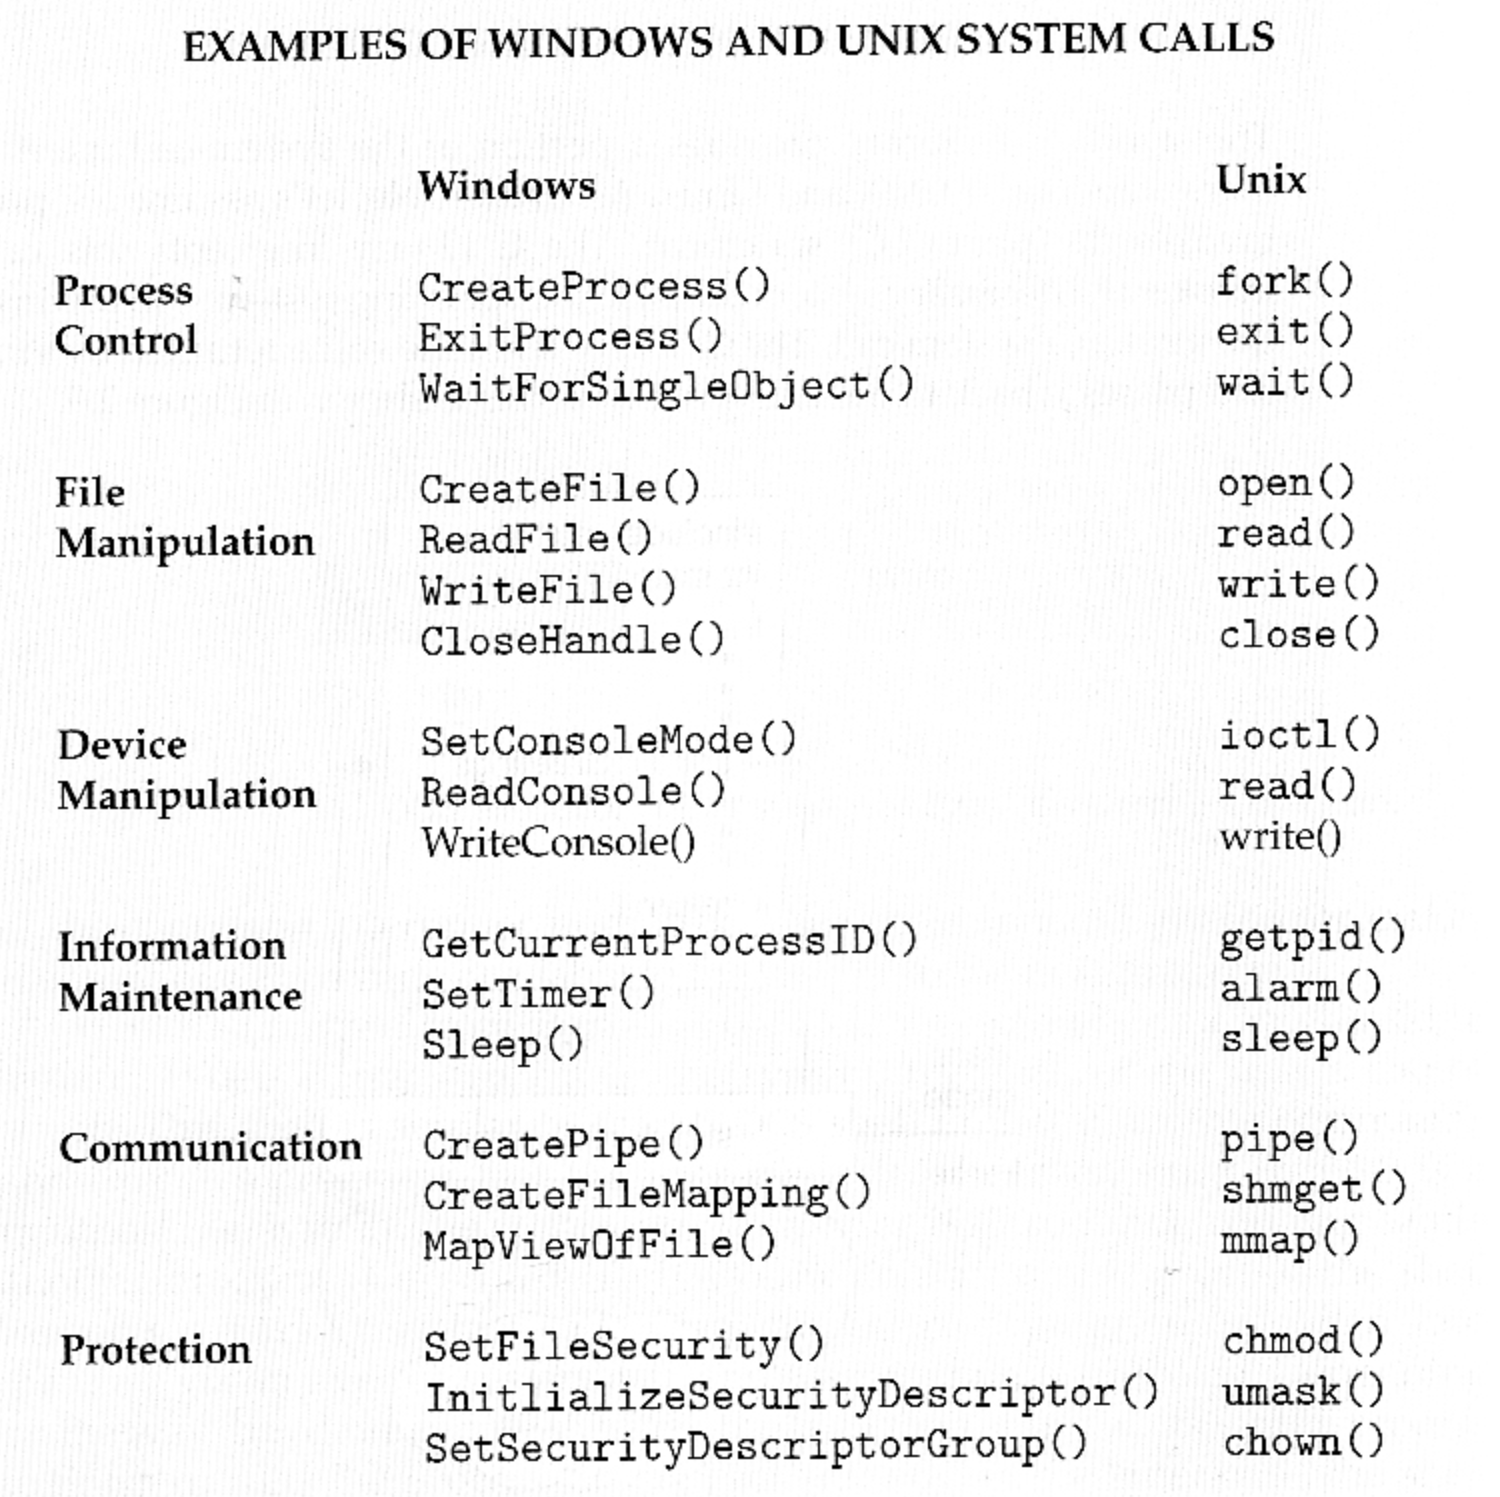 EXAMPLES OF WINDOWS AND UNIX SYSTEM CALLS
Windows Unix
Process CreateProcess() fork()
Control ExitProcess() exit()
WaitForSingleObject() wait()
File CreateFile() open()
Manipulation ReadFile() read()
WriteFile() write()
CloseHandle() close()
Device SetConsoleMode() ioctl()
Manipulation ReadConsole() read()
WriteConsole() write()
Information GetCurrentProcessID() getpid()
Maintenance SetTimer() alarm()
Sleep() sleep()
Communication CreatePipe() pipe()
CreateFileMapping() shmget()
MapViewOfFile() mmap()
Protection SetFileSecurity() chmod()
InitlializeSecurityDescriptor() umask()
SetSecurityDescriptorGroup() chown()